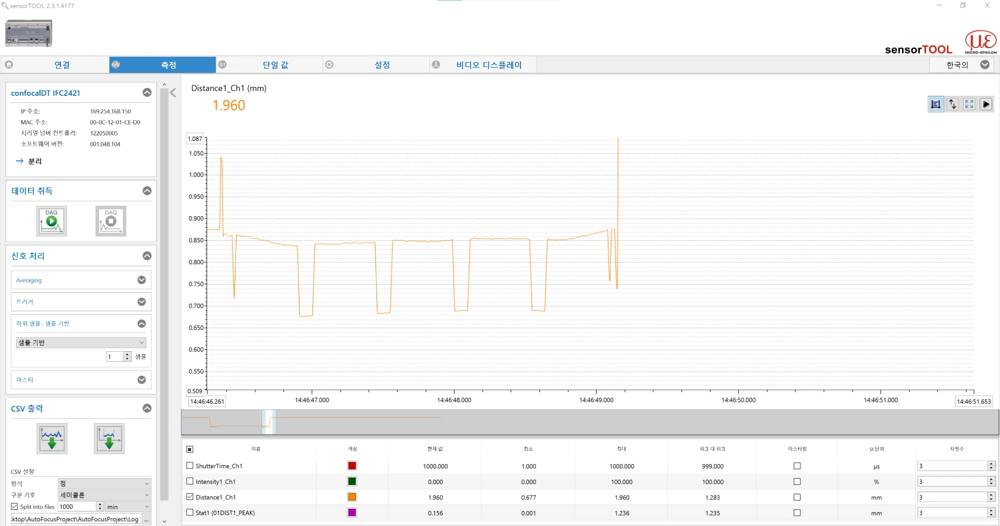 sensorTOOL 2.3.1.4177
sensorTOOL
με
MICRO-EPSILON
연결
측정
0.1
단일 값
설정
비디오 디스플레이
한국의
confocalDT IFC2421
IP 주소: 169.254.168.150
MAC 주소: 00-0C-12-01-CE-D0
시리얼 넘버 컨트롤러: 122050005
소프트웨어 버전: 001.048.104
분리
데이터 취득
DAQ
DAQ
신호 처리
Averaging
트리거
하위 샘플 : 샘플 기반
샘플 기반
1 샘플
마스터
CSV 출력
CSV 설정
형식 점
구분 기호 세미콜론
Split into files 1000 min
ktop\AutoFocusProject\AutoFocusProject\Log ...
Distance1_Ch1 (mm)
1.960
1.087
1.050
1.000
0.950
0.900
0.850
0.800
0.750
0.700
0.650
0.600
0.550
0.509
14:46:46.261 14:46:47.000 14:46:48.000 14:46:49.000 14:46:50.000 14:46:51.000 14:46:51.653
이름 색상 현재 값 최소 최대 피크 대 피크 마스터링 SI 단위 자릿수
ShutterTime_Ch1 1000.000 1.000 1000.000 999.000 µs 3
Intensity1_Ch1 0.000 0.000 100.000 100.000 % 3
Distance1_Ch1 1.960 0.677 1.960 1.283 mm 3
Stat1 (01DIST1_PEAK) 0.156 0.001 1.236 1.235 mm 3